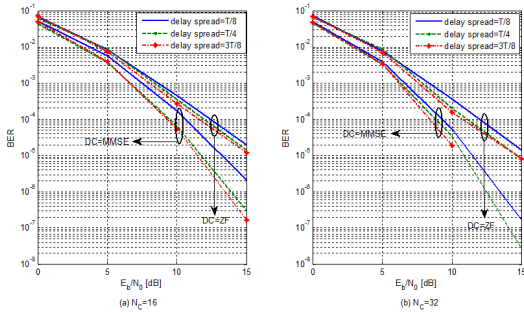 delay spread=T/8
delay spread=T/4
delay spread=3T/8
10^-1
10^-2
10^-3
10^-4
10^-5
10^-6
10^-7
10^-8
BER
DC=MMSE
DC=ZF
0
5
10
15
E_b/N_0 [dB]
(a) N_C=16
delay spread=T/8
delay spread=T/4
delay spread=3T/8
10^-1
10^-2
10^-3
10^-4
10^-5
10^-6
10^-7
10^-8
BER
DC=MMSE
DC=ZF
0
5
10
15
E_b/N_0 [dB]
(b) N_C=32